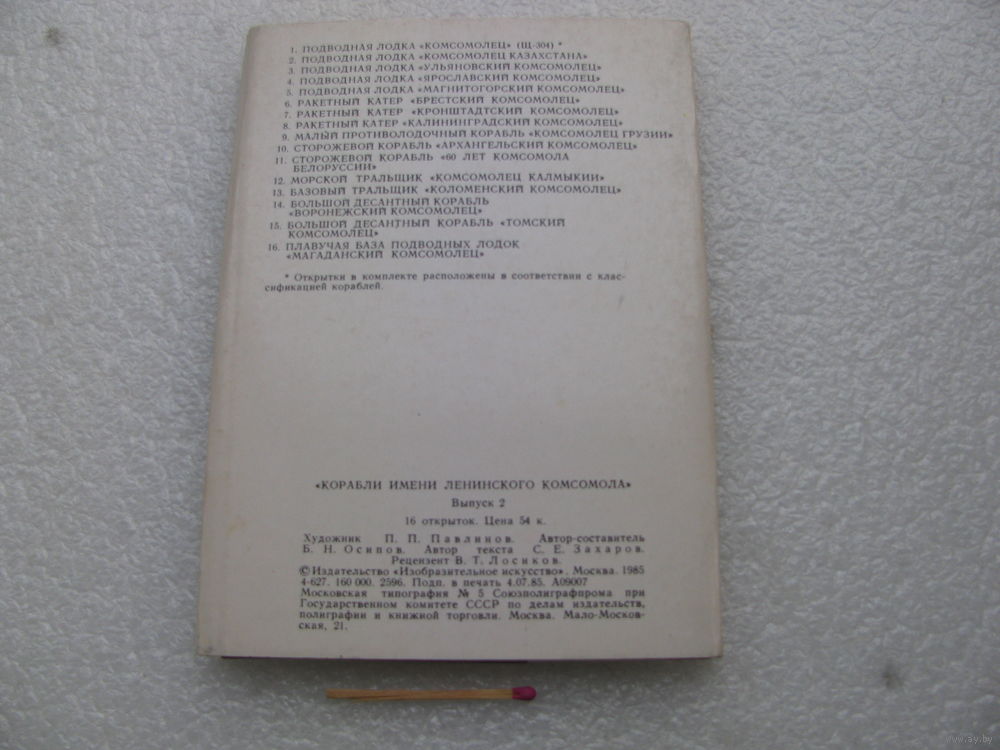 1. ПОДВОДНАЯ ЛОДКА «КОМСОМОЛЕЦ» (Щ-304) *
2. ПОДВОДНАЯ ЛОДКА «КОМСОМОЛЕЦ КАЗАХСТАНА»
3. ПОДВОДНАЯ ЛОДКА «УЛЬЯНОВСКИЙ КОМСОМОЛЕЦ»
4. ПОДВОДНАЯ ЛОДКА «ЯРОСЛАВСКИЙ КОМСОМОЛЕЦ»
5. ПОДВОДНАЯ ЛОДКА «МАГНИТОГОРСКИЙ КОМСОМОЛЕЦ»
6. РАКЕТНЫЙ КАТЕР «БРЕСТСКИЙ КОМСОМОЛЕЦ»
7. РАКЕТНЫЙ КАТЕР «КРОНШТАДТСКИЙ КОМСОМОЛЕЦ»
8. РАКЕТНЫЙ КАТЕР «КАЛИНИНГРАДСКИЙ КОМСОМОЛЕЦ»
9. МАЛЫЙ ПРОТИВОЛОДОЧНЫЙ КОРАБЛЬ «КОМСОМОЛЕЦ ГРУЗИИ»
10. СТОРОЖЕВОЙ КОРАБЛЬ «АРХАНГЕЛЬСКИЙ КОМСОМОЛЕЦ»
11. СТОРОЖЕВОЙ КОРАБЛЬ «60 ЛЕТ КОМСОМОЛА
БЕЛОРУССИИ»
12. МОРСКОЙ ТРАЛЬЩИК «КОМСОМОЛЕЦ КАЛМЫКИИ»
13. БАЗОВЫЙ ТРАЛЬЩИК «КОЛОМЕНСКИЙ КОМСОМОЛЕЦ»
14. БОЛЬШОЙ ДЕСАНТНЫЙ КОРАБЛЬ
«ВОРОНЕЖСКИЙ КОМСОМОЛЕЦ»
15. БОЛЬШОЙ ДЕСАНТНЫЙ КОРАБЛЬ «ТОМСКИЙ
КОМСОМОЛЕЦ»
16. ПЛАВУЧАЯ БАЗА ПОДВОДНЫХ ЛОДОК
«МАГАДАНСКИЙ КОМСОМОЛЕЦ»
* Открытки в комплекте расположены в соответствии с клас-
сификацией кораблей.
«КОРАБЛИ ИМЕНИ ЛЕНИНСКОГО КОМСОМОЛА»
Выпуск 2
16 открыток. Цена 54 к.
Художник П. П. Павлинов. Автор-составитель
Б. Н. Осипов. Автор текста С. Е. Захаров.
Рецензент В. Т. Лосиков.
© Издательство «Изобразительное искусство». Москва. 1985
4-627. 160 000. 2596. Подп. в печать 4.07.85. А09007
Московская типография № 5 Союзполиграфпрома при
Государственном комитете СССР по делам издательств,
полиграфии и книжной торговли. Москва. Мало-Москов-
ская, 21.
www.ay.by